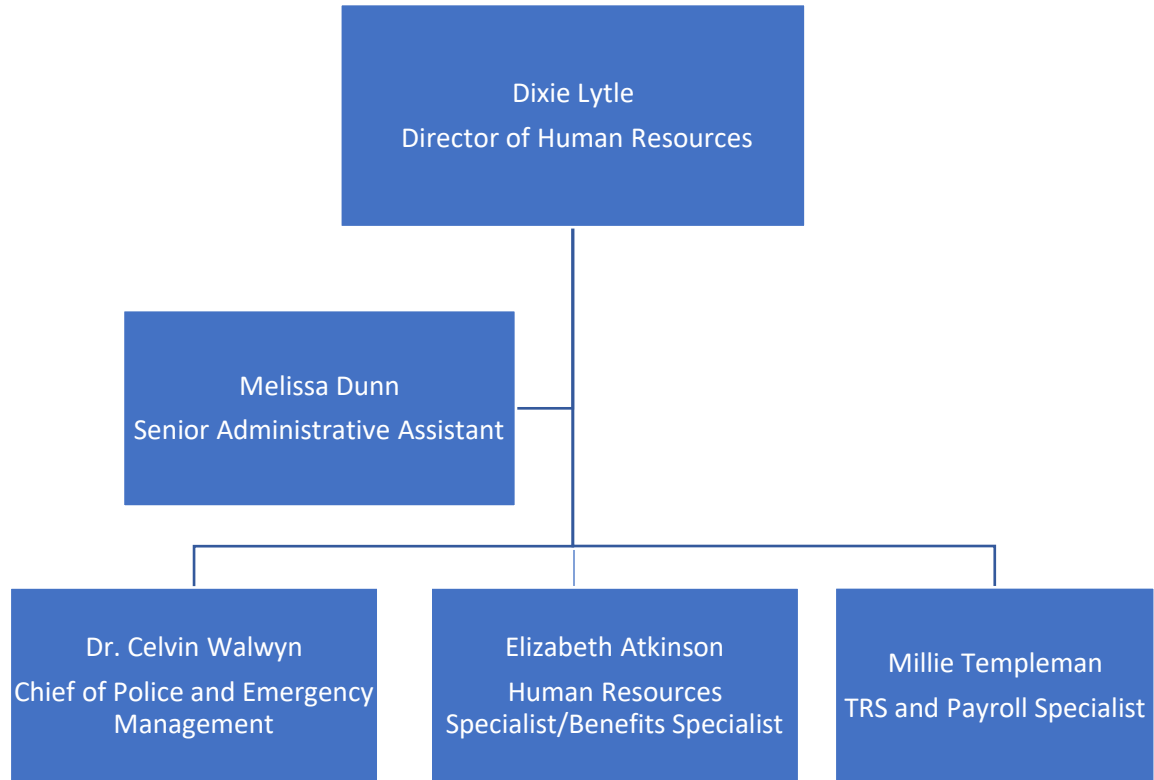 Dixie Lytle
Director of Human Resources
Melissa Dunn
Senior Administrative Assistant
Dr. Celvin Walwyn
Chief of Police and Emergency
Management
Elizabeth Atkinson
Human Resources
Specialist/Benefits Specialist
Millie Templeman
TRS and Payroll Specialist